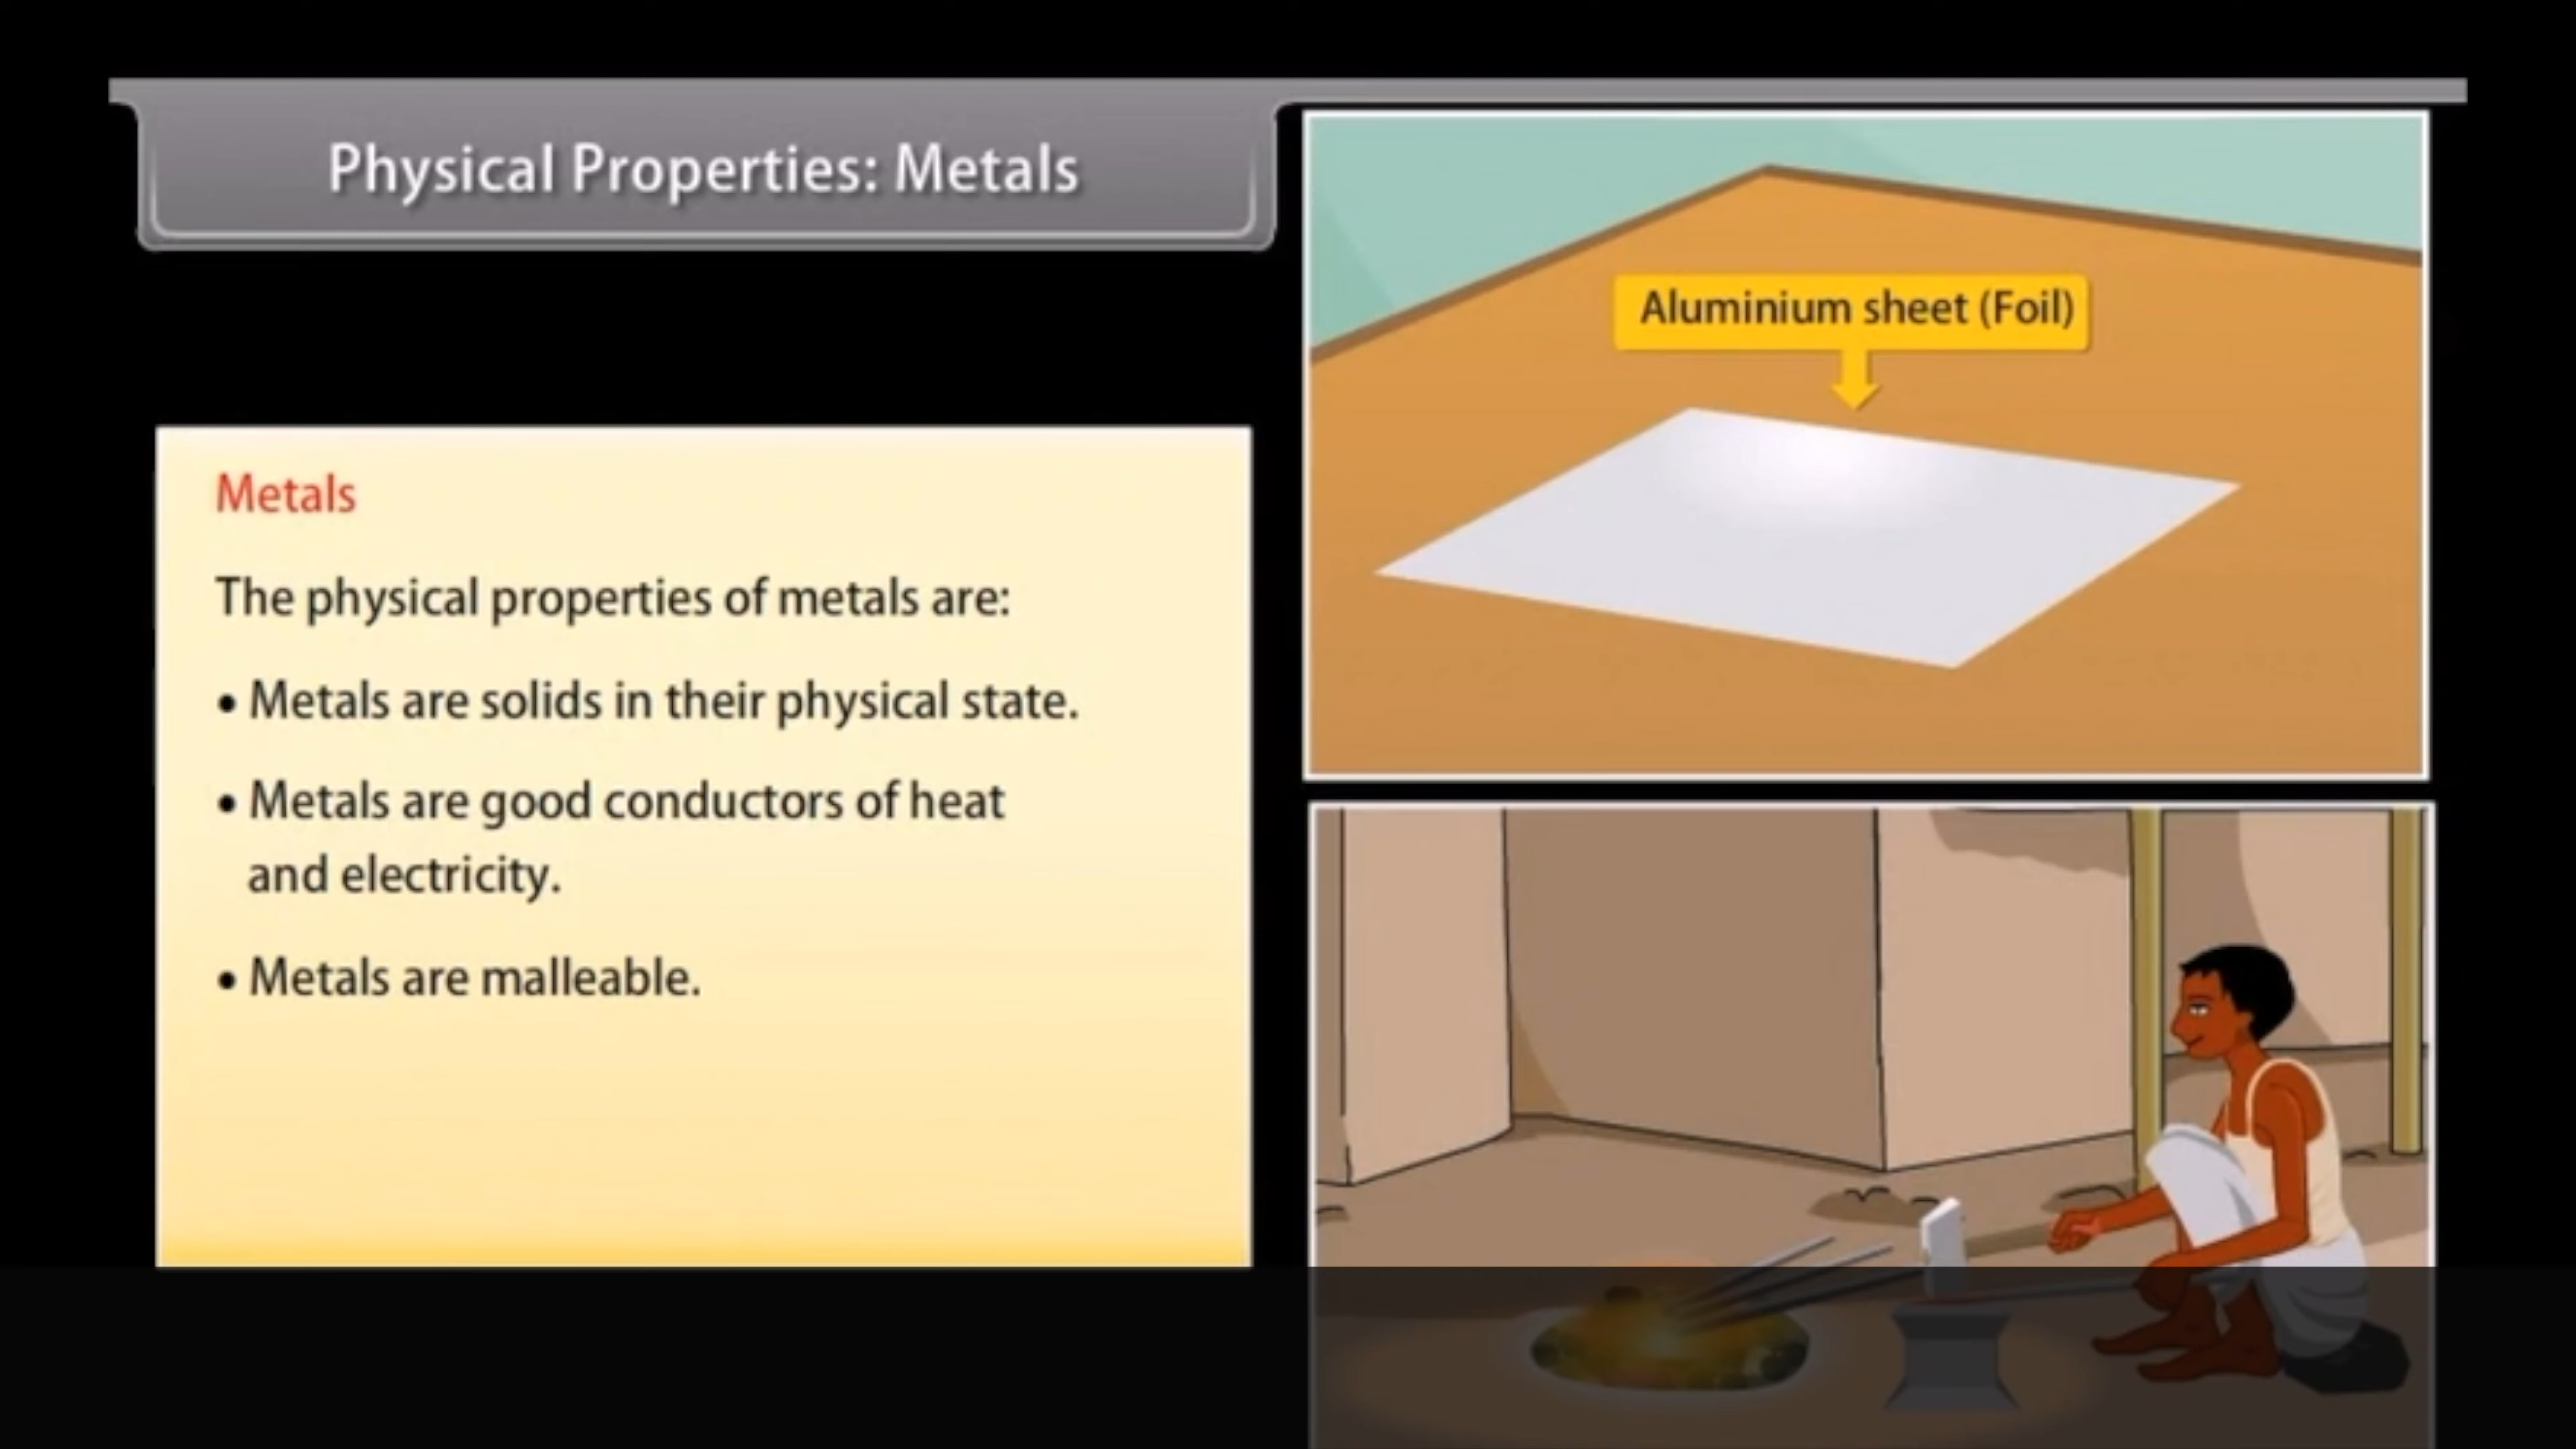 Physical Properties: Metals
Aluminium sheet (Foil)
Metals
The physical properties of metals are:
• Metals are solids in their physical state.
• Metals are good conductors of heat
and electricity.
• Metals are malleable.